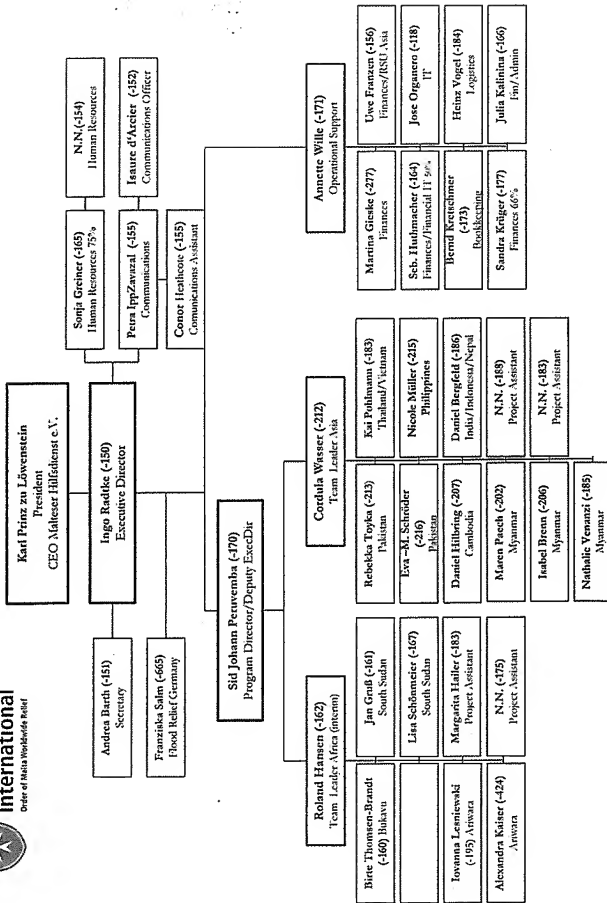 International
Order of Malta Worldwide Relief
Karl Prinz zu Löwenstein
President
CEO Malteser Hilfsdienst e.V.
Ingo Radtke (-150)
Executive Director
Andrea Barth (-151)
Secretary
Franziska Salm (-665)
Flood Relief Germany
Sonja Greiner (-165)
Human Resources 75%
N.N.(-154)
Human Resources
Petra IppZavazal (-155)
Communications
Isaure d'Arcier (-152)
Communications Officer
Conor Heathcote (-155)
Comunications Assistant
Sid Johann Peruvemba (-170)
Program Director/Deputy ExecDir
Roland Hansen (-162)
Team Leader Africa (interim)
Birte Thomsen-Brandt
(-160) Bukavu
Jan Gruß (-161)
South Sudan
Lisa Schönmeier (-167)
South Sudan
Iovanna Lesniewski
(-195) Ariwara
Margarita Hailer (-183)
Project Assistant
Alexandra Kaiser (-424)
Ariwara
N.N. (-175)
Project Assistant
Cordula Wasser (-212)
Team Leader Asia
Rebekka Toyka (-213)
Pakistan
Kai Pohlmann (-183)
Thailand/Vietnam
Eva –M. Schröder
(-216)
Pakistan
Nicole Müller (-215)
Philippines
Daniel Hilbring (-207)
Cambodia
Daniel Bergfeld (-186)
India/Indonesia/Nepal
Maren Paech (-202)
Myanmar
N.N. (-188)
Project Assistant
Isabel Brenn (-206)
Myanmar
N.N. (-183)
Project Assistant
Nathalie Venanzi (-185)
Myanmar
Annette Wille (-171)
Operational Support
Martina Gieske (-277)
Finances
Uwe Franzen (-156)
Finances/RSU Asia
Seb. Huthmacher (-164)
Finances/Financial IT 50%
Jose Organero (-118)
IT
Bernd Kretschmer
(-173)
Bookkeeping
Heinz Vogel (-184)
Logistics
Sandra Krüger (-177)
Finances 66%
Julia Kalinina (-166)
Fin/Admin